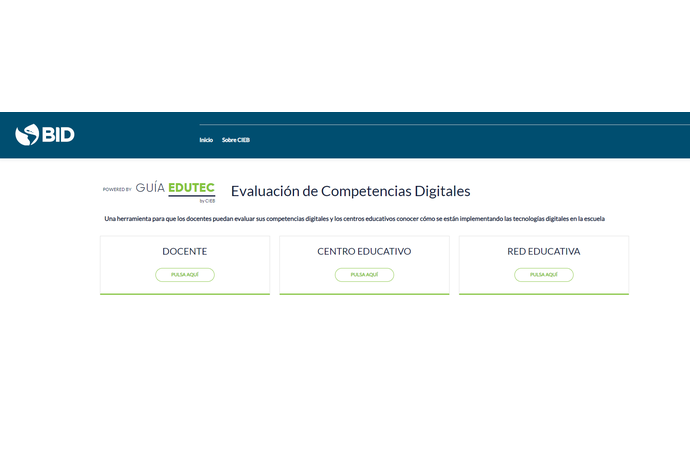 BID
Inicio Sobre CIEB
POWERED BY GUÍA EDUTEC
by CIEB
Evaluación de Competencias Digitales
Una herramienta para que los docentes puedan evaluar sus competencias digitales y los centros educativos conocer cómo se están implementando las tecnologías digitales en la escuela
DOCENTE
PULSA AQUÍ
CENTRO EDUCATIVO
PULSA AQUÍ
RED EDUCATIVA
PULSA AQUÍ